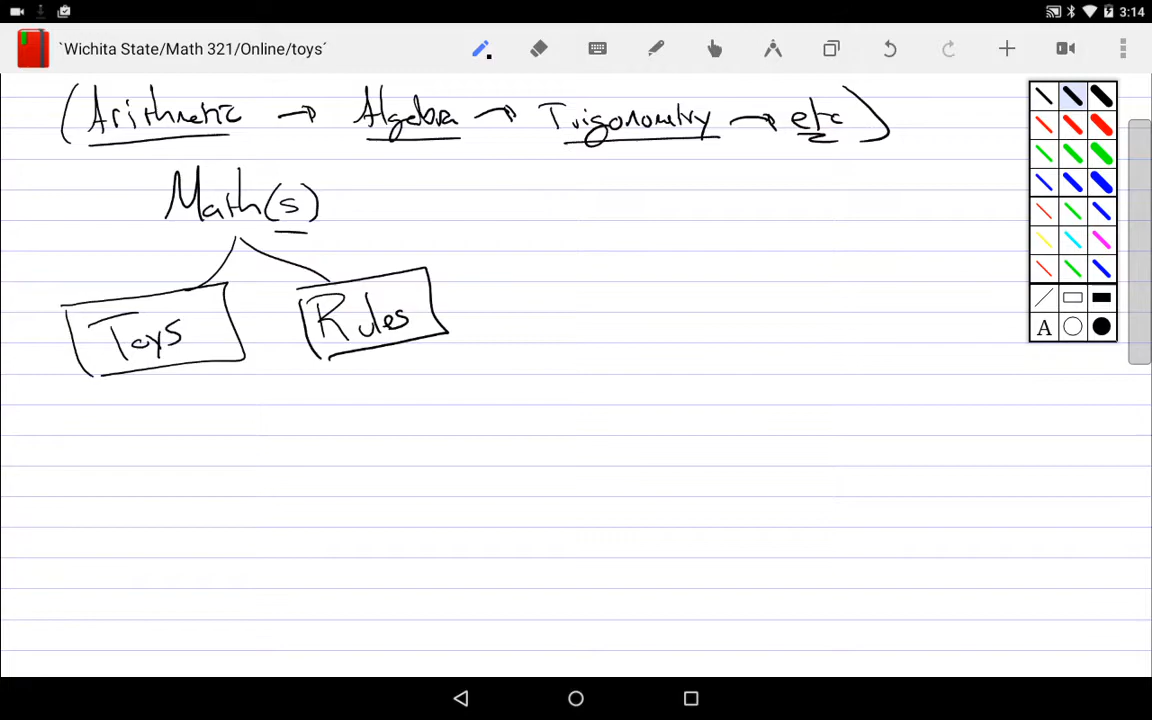 3:14
`Wichita State/Math 321/Online/toys´
(Arithmetic → Algebra → Trigonometry → etc)
Math(s)
Toys Rules
A